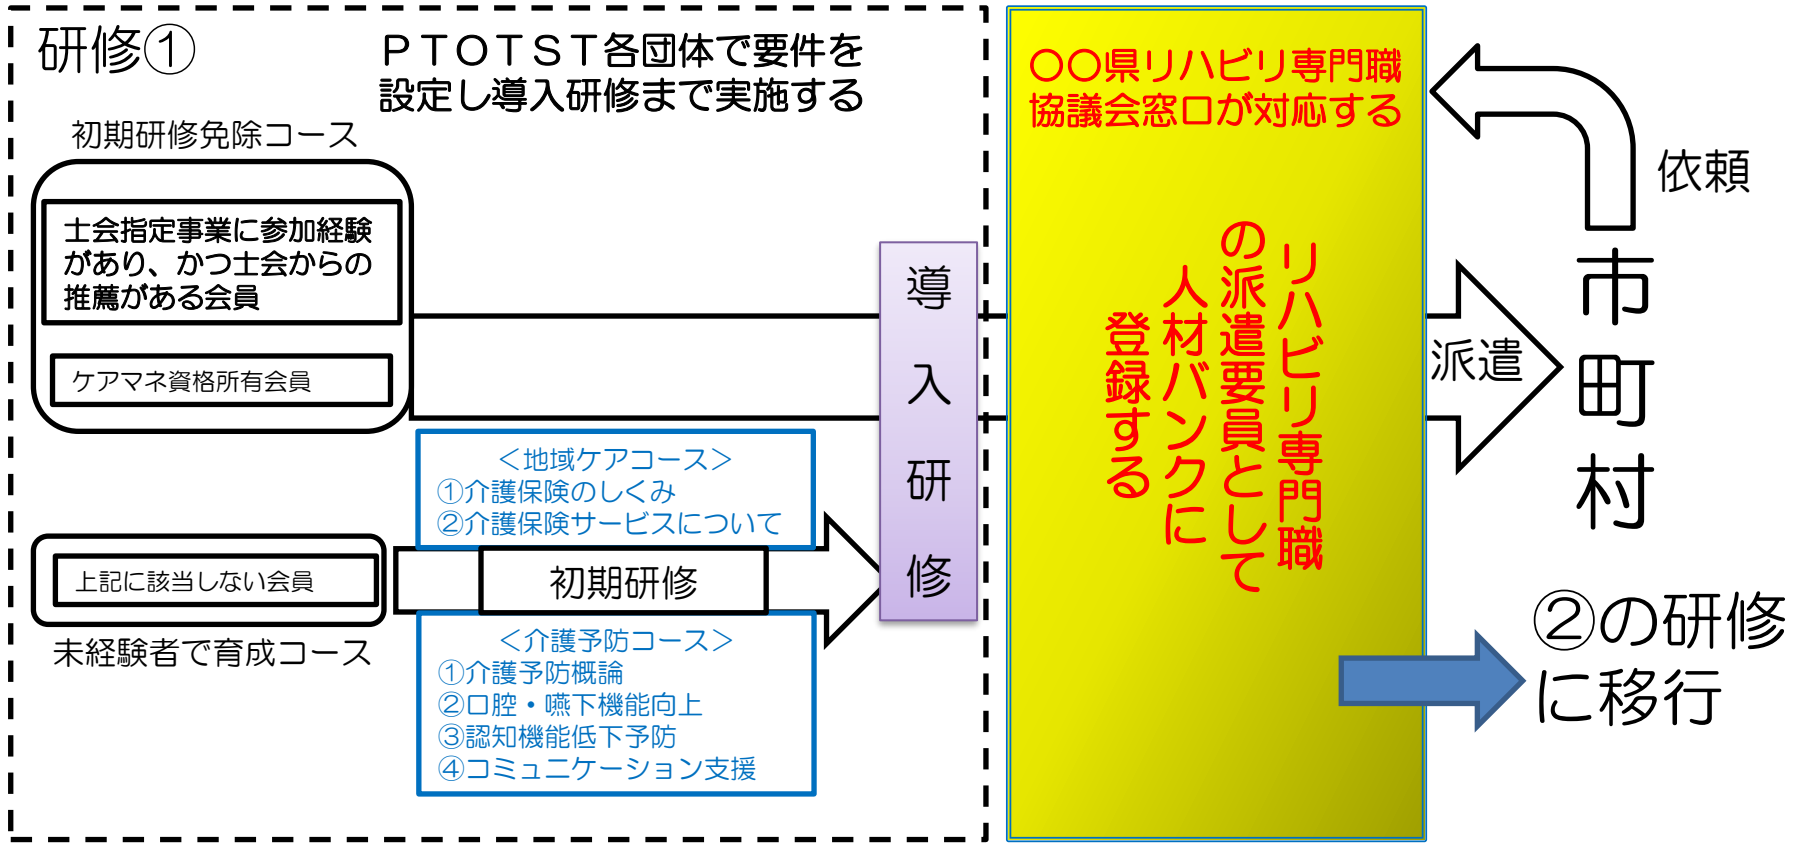 研修①
ＰＴＯＴＳＴ各団体で要件を
設定し導入研修まで実施する
初期研修免除コース
士会指定事業に参加経験
があり、かつ士会からの
推薦がある会員
ケアマネ資格所有会員
＜地域ケアコース＞
①介護保険のしくみ
②介護保険サービスについて
上記に該当しない会員
初期研修
未経験者で育成コース
＜介護予防コース＞
①介護予防概論
②口腔・嚥下機能向上
③認知機能低下予防
④コミュニケーション支援
導入研修
〇〇県リハビリ専門職
協議会窓口が対応する
リハビリ専門職
の派遣要員として
人材バンクに
登録する
依頼
派遣
市町村
②の研修
に移行